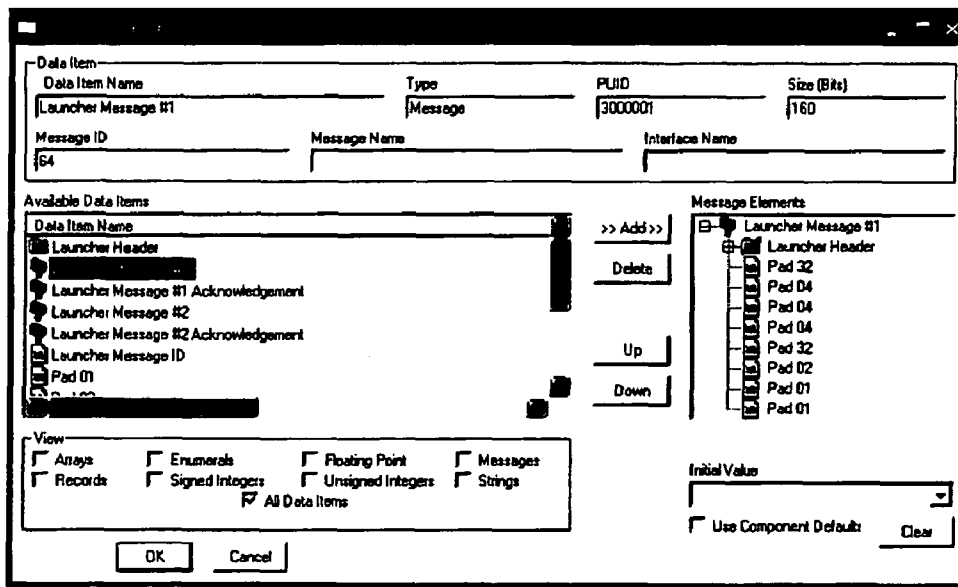 Data Item
Data Item Name Type PUID Size (Bits)
Launcher Message #1 Message 3000001 160
Message ID Message Name Interface Name
64
Available Data Items Message Elements
Data Item Name >> Add >> Launcher Message #1
Launcher Header Launcher Header
Delete Pad 32
Launcher Message #1 Acknowledgement Pad 04
Launcher Message #2 Pad 04
Launcher Message #2 Acknowledgement Pad 04
Launcher Message ID Up Pad 32
Pad 01 Pad 02
Down Pad 01
Pad 01
View
Arrays Enumerals Floating Point Messages Initial Value
Records Signed Integers Unsigned Integers Strings
All Data Items
Use Component Defaults Clear
OK Cancel